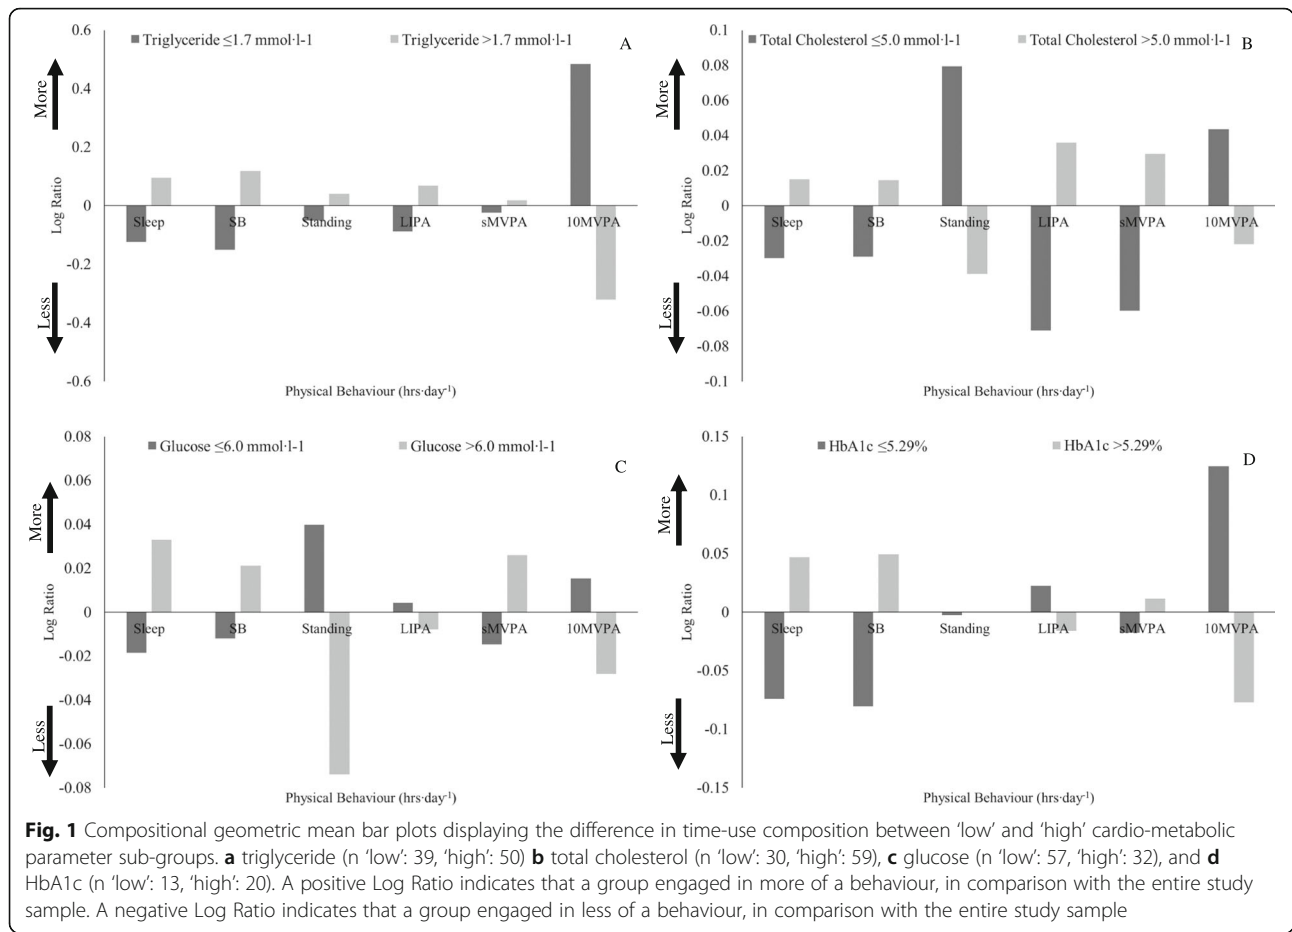 0.6
Triglyceride ≤1.7 mmol·l-1
Triglyceride >1.7 mmol·l-1
A
0.4
0.2
0
-0.2
-0.4
-0.6
More
Log Ratio
Less
Sleep
SB
Standing
LIPA
sMVPA
10MVPA
Physical Behaviour (hrs·day-1)
0.1
Total Cholesterol ≤5.0 mmol·l-1
Total Cholesterol >5.0 mmol·l-1
B
0.08
0.06
0.04
0.02
0
-0.02
-0.04
-0.06
-0.08
-0.1
More
Log Ratio
Less
Sleep
SB
Standing
LIPA
sMVPA
10MVPA
Physical Behaviour (hrs·day-1)
0.08
Glucose ≤6.0 mmol·l-1
Glucose >6.0 mmol·l-1
C
0.06
0.04
0.02
0
-0.02
-0.04
-0.06
-0.08
More
Log Ratio
Less
Sleep
SB
Standing
LIPA
sMVPA
10MVPA
Physical Behaviour (hrs·day-1)
0.15
HbA1c ≤5.29%
HbA1c >5.29%
D
0.1
0.05
0
-0.05
-0.1
-0.15
More
Log Ratio
Less
Sleep
SB
Standing
LIPA
sMVPA
10MVPA
Physical Behaviour (hrs·day-1)
Fig. 1 Compositional geometric mean bar plots displaying the difference in time-use composition between ‘low’ and ‘high’ cardio-metabolic
parameter sub-groups. a triglyceride (n ‘low’: 39, ‘high’: 50) b total cholesterol (n ‘low’: 30, ‘high’: 59), c glucose (n ‘low’: 57, ‘high’: 32), and d
HbA1c (n ‘low’: 13, ‘high’: 20). A positive Log Ratio indicates that a group engaged in more of a behaviour, in comparison with the entire study
sample. A negative Log Ratio indicates that a group engaged in less of a behaviour, in comparison with the entire study sample